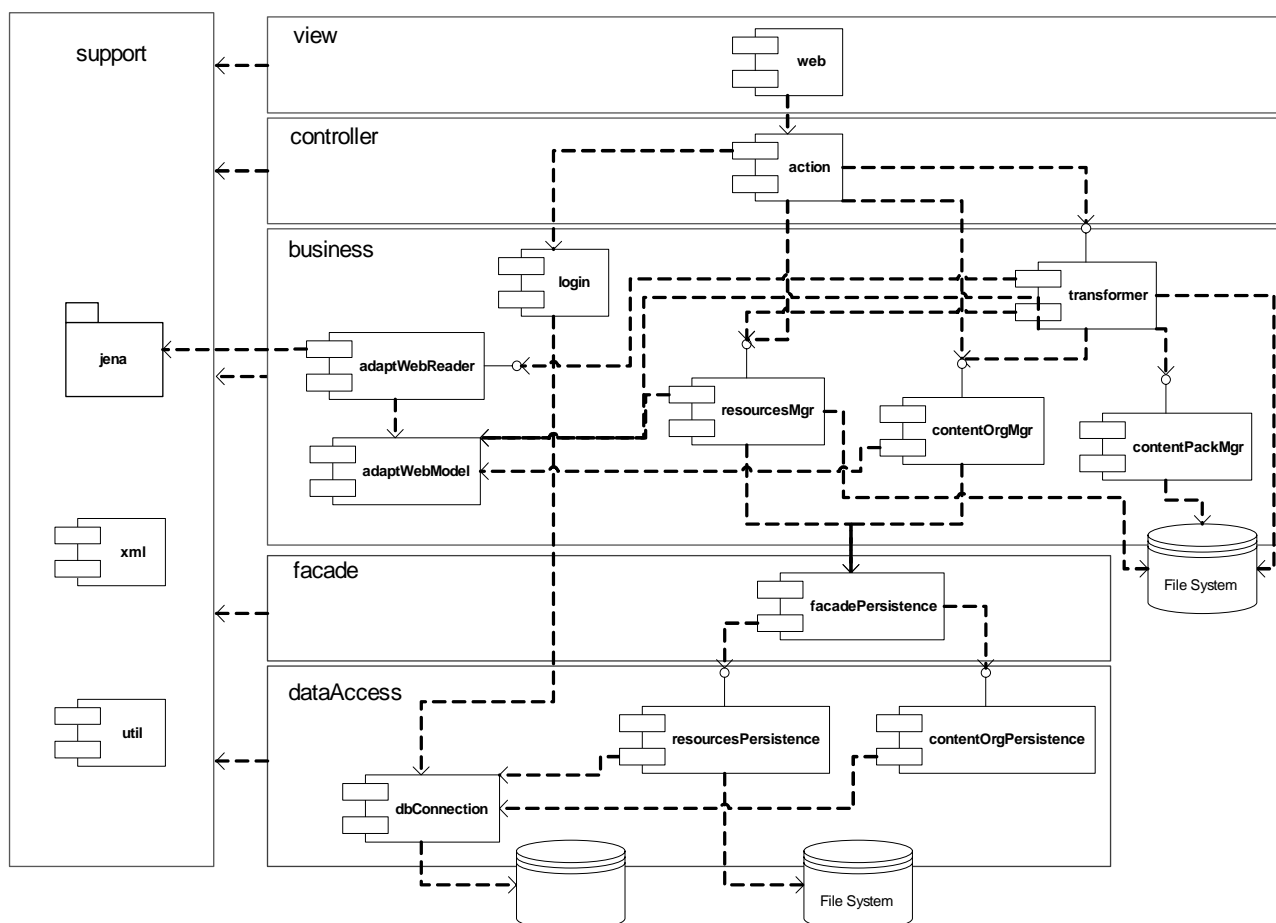 support
view
web
controller
action
business
login
transformer
jena
adaptWebReader
resourcesMgr
contentOrgMgr
contentPackMgr
adaptWebModel
xml
File System
facade
facadePersistence
dataAccess
util
resourcesPersistence
contentOrgPersistence
dbConnection
File System